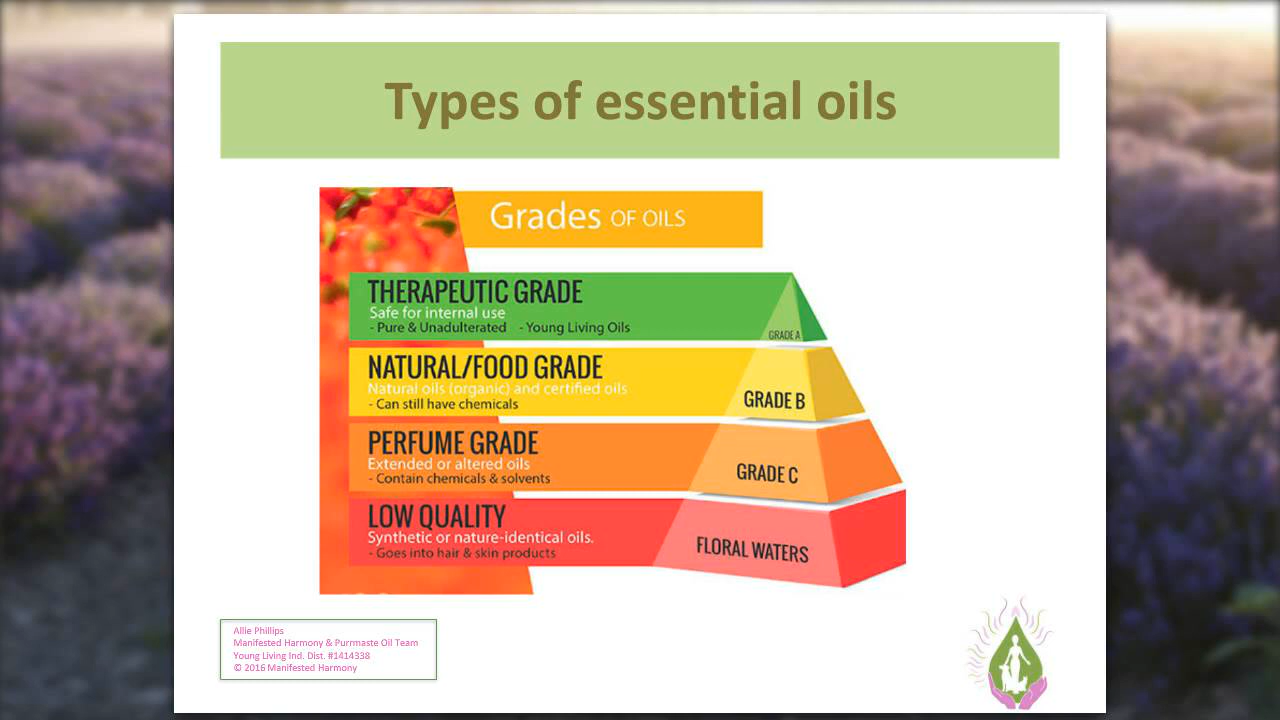 Types of essential oils
Grades OF OILS
THERAPEUTIC GRADE
Safe for internal use
- Pure & Unadulterated - Young Living Oils
GRADE A
NATURAL/FOOD GRADE
Natural oils (organic) and certified oils
- Can still have chemicals
GRADE B
PERFUME GRADE
Extended or altered oils
- Contain chemicals & solvents
GRADE C
LOW QUALITY
Synthetic or nature-identical oils.
- Goes into hair & skin products
FLORAL WATERS
Allie Phillips
Manifested Harmony & Purrmaste Oil Team
Young Living Ind. Dist. #1414338
© 2016 Manifested Harmony